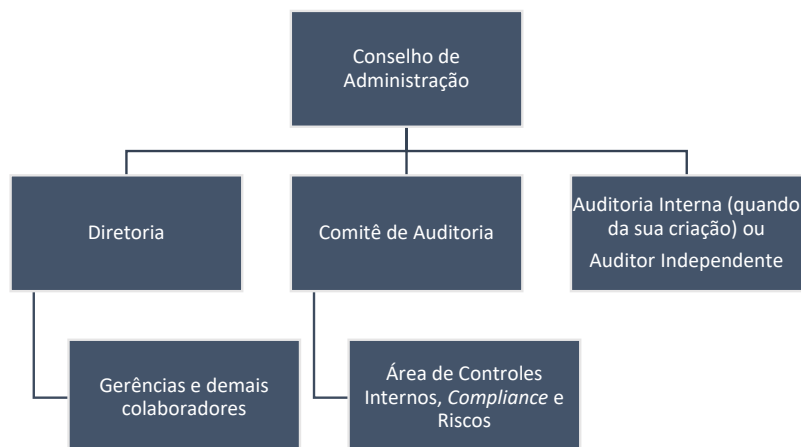 Conselho de
Administração
Diretoria
Comitê de Auditoria
Auditoria Interna (quando
da sua criação) ou
Auditor Independente
Gerências e demais
colaboradores
Área de Controles
Internos, Compliance e
Riscos